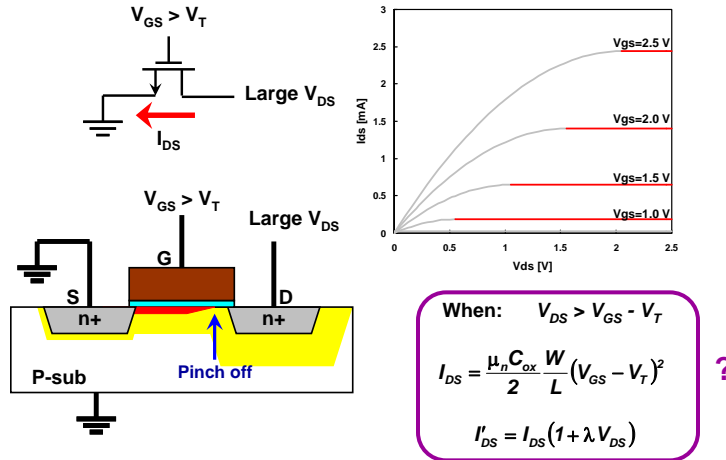 V_GS > V_T
Large V_DS
I_DS
V_GS > V_T
Large V_DS
G
S
D
n+
n+
Pinch off
P-sub
Ids [mA]
3
2.5
2
1.5
1
0.5
0
Vgs=2.5 V
Vgs=2.0 V
Vgs=1.5 V
Vgs=1.0 V
0 0.5 1 1.5 2 2.5
Vds [V]
When: V_DS > V_GS - V_T
I_DS = \frac{μ_n C_ox}{2} \frac{W}{L} (V_GS − V_T)^2
I'_DS = I_DS (1 + λV_DS)
?